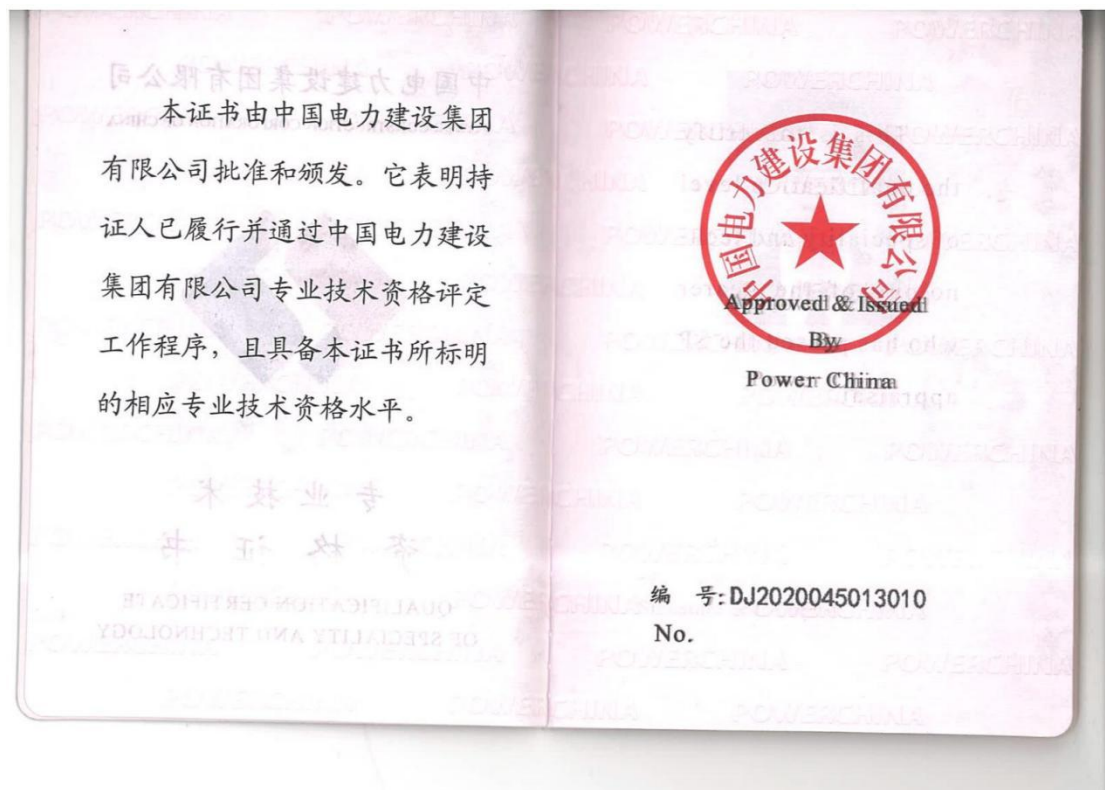 本证书由中国电力建设集团
有限公司批准和颁发。它表明持
证人已履行并通过中国电力建设
集团有限公司专业技术资格评定
工作程序，且具备本证书所标明
的相应专业技术资格水平。
中国电力建设集团有限公司
Approved & Issued
By
Power China
编 号:DJ2020045013010
No.